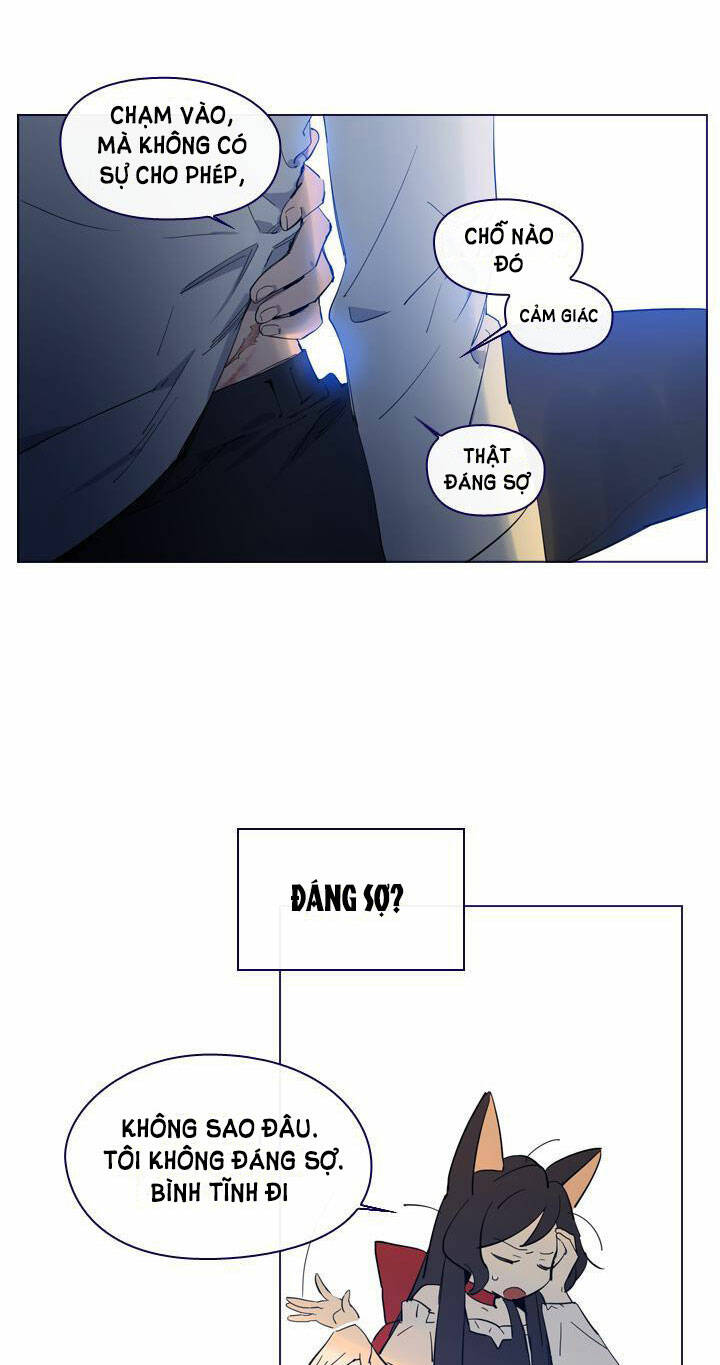 CHẠM VÀO,
MÀ KHÔNG CÓ
SỰ CHO PHÉP,
CHỖ NÀO
ĐÓ
CẢM GIÁC
THẬT
ĐÁNG SỢ
ĐÁNG SỢ?
KHÔNG SAO ĐÂU.
TÔI KHÔNG ĐÁNG SỢ.
BÌNH TĨNH ĐI